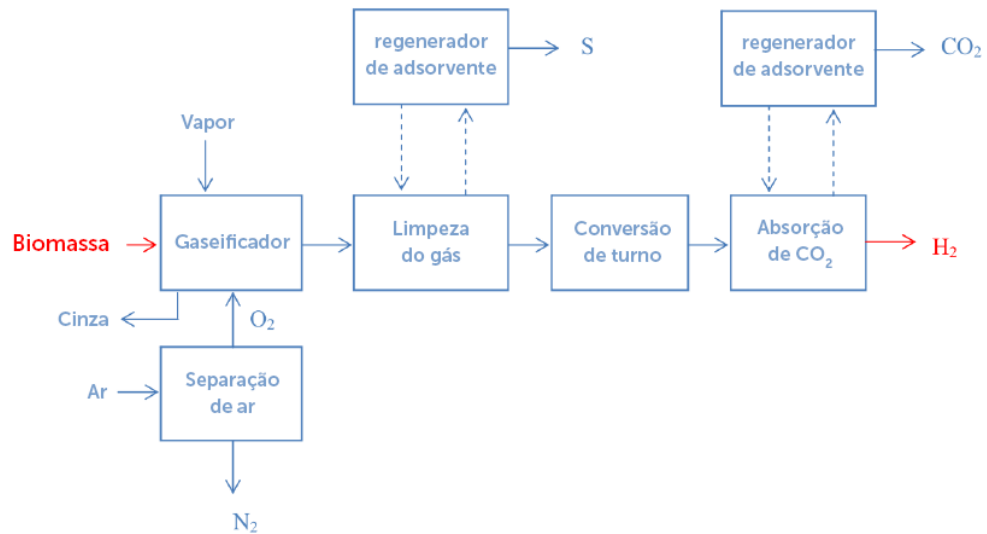 regenerador
de adsorvente
S
regenerador
de adsorvente
CO₂
Vapor
Biomassa
Gaseificador
Limpeza
do gás
Conversão
de turno
Absorção
de CO₂
H₂
Cinza
O₂
Ar
Separação
de ar
N₂